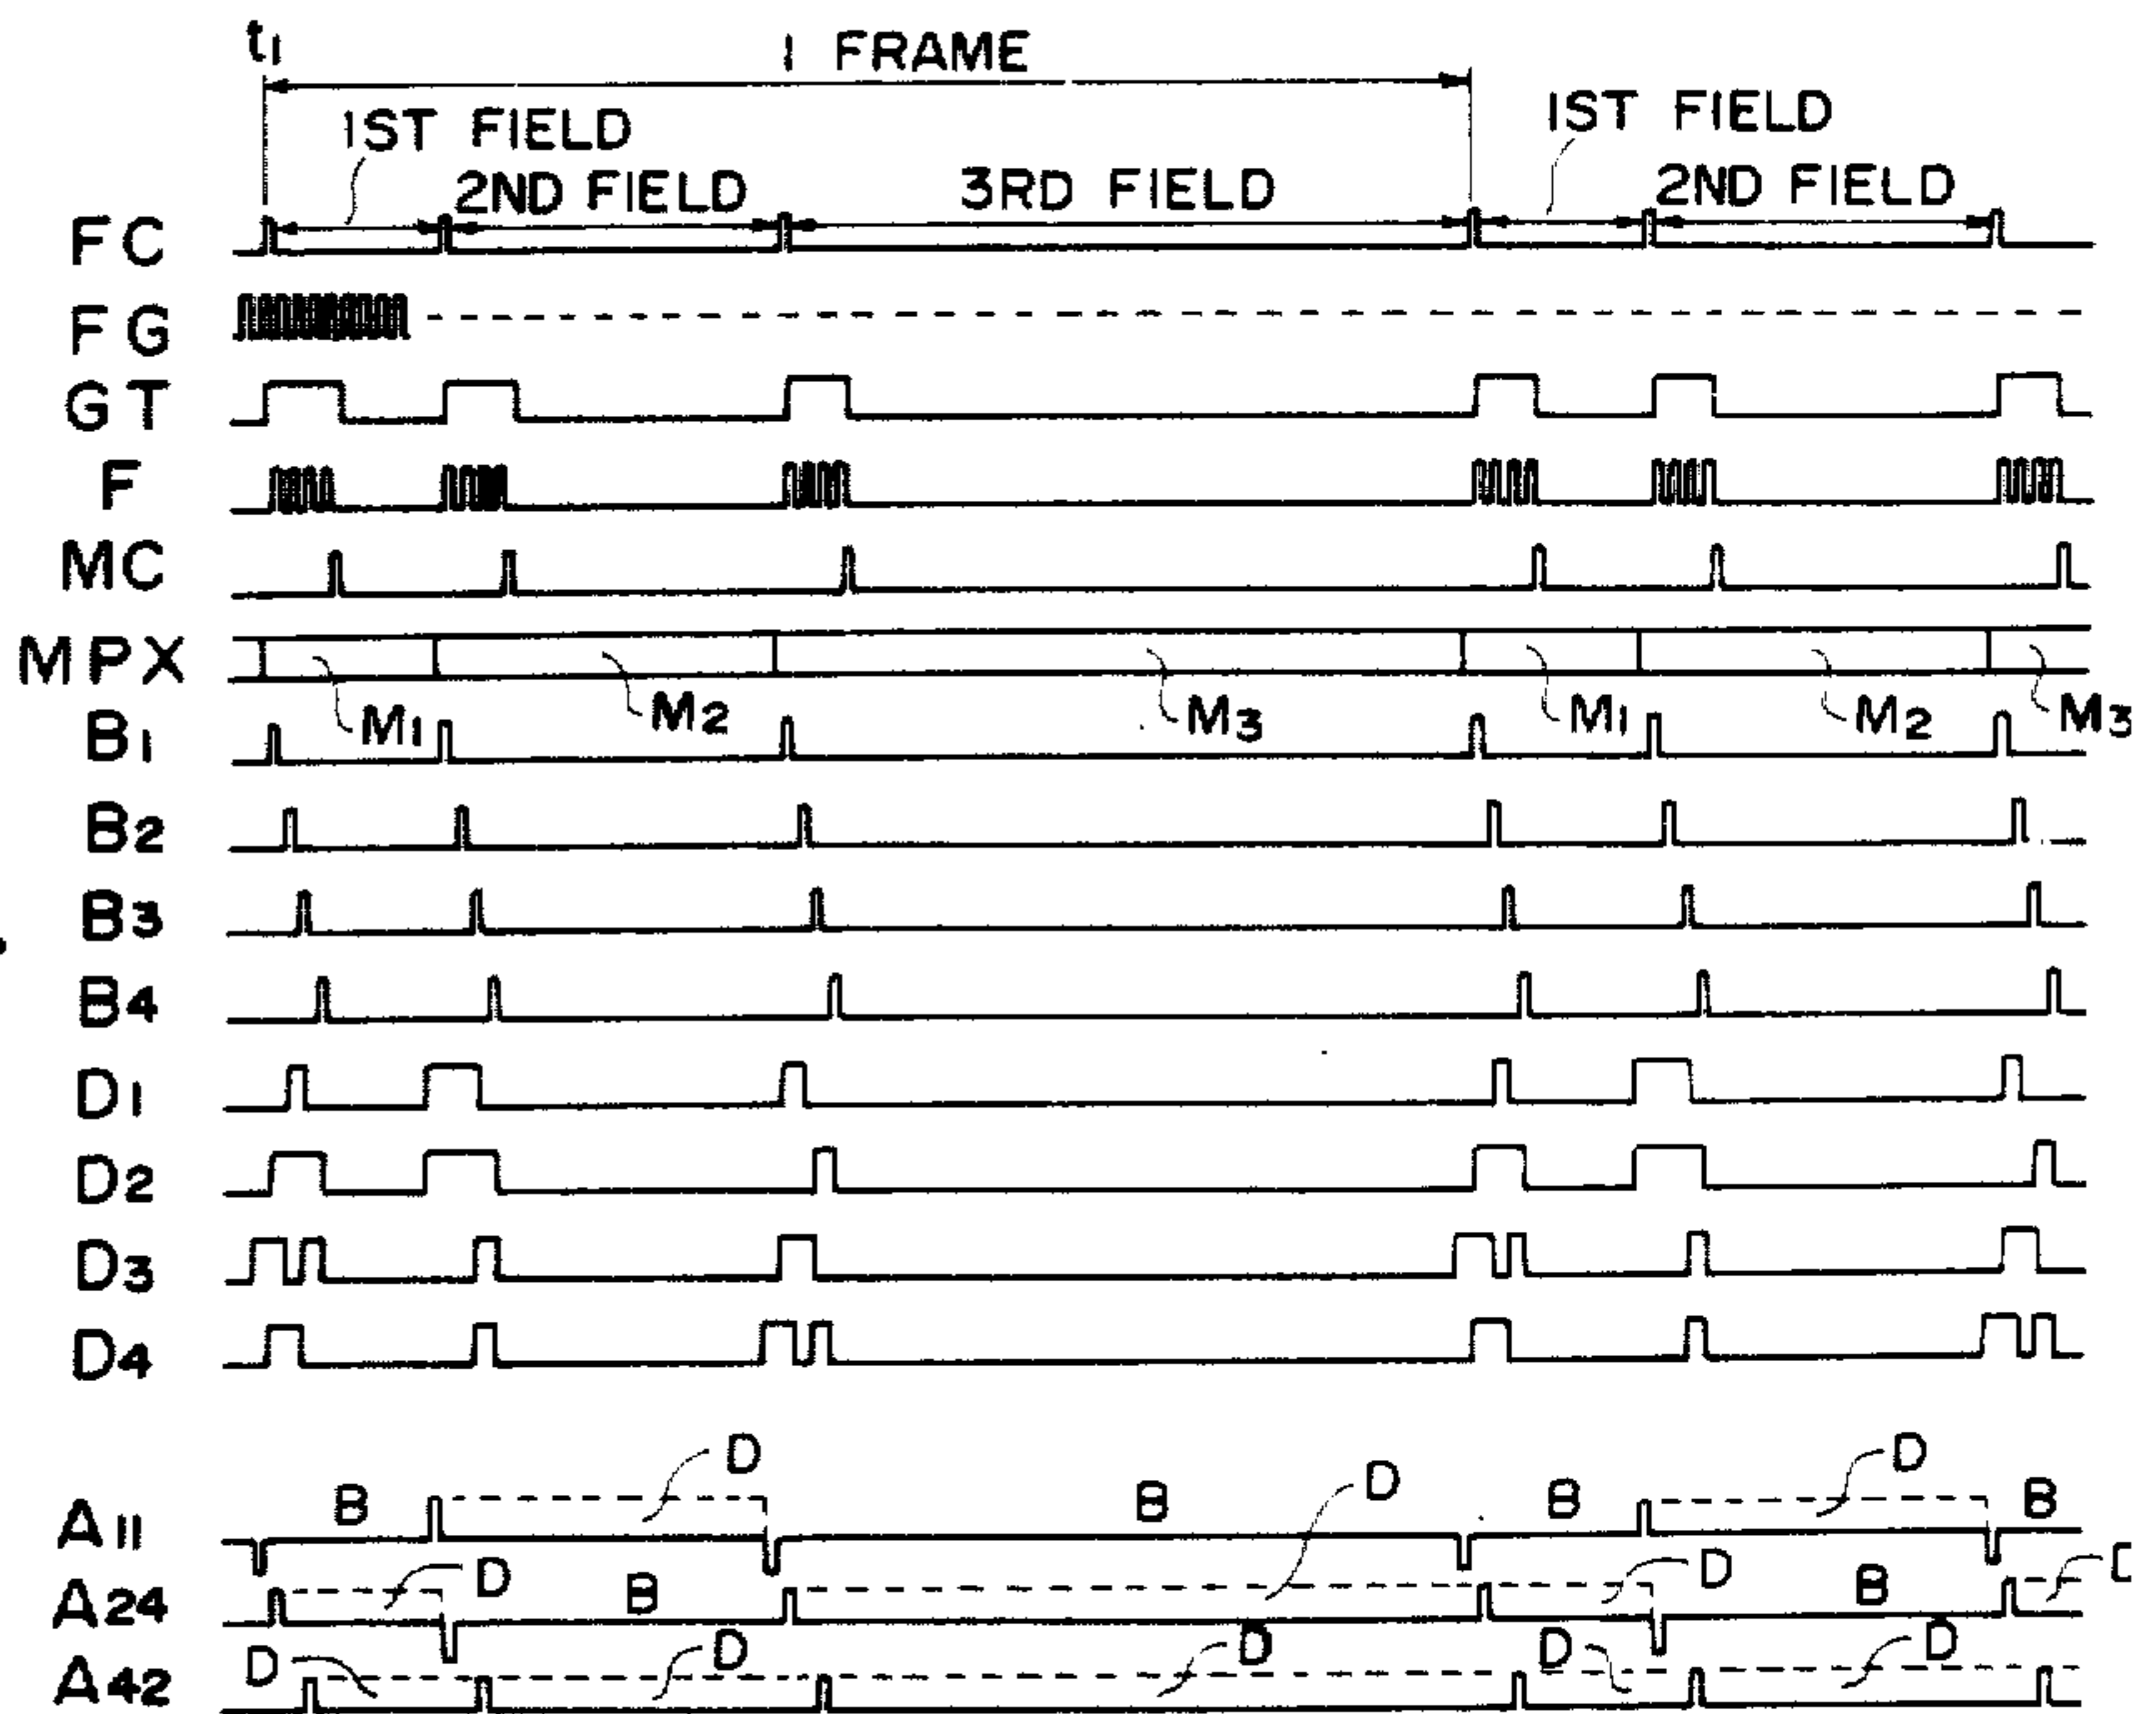 t1
1 FRAME
1ST FIELD
1ST FIELD
2ND FIELD
3RD FIELD
2ND FIELD
FC
FG
GT
F
MC
MPX
M1
M2
M3
M1
M2
M3
B1
B2
B3
B4
D1
D2
D3
D4
D
D
D
B
B
B
B
A11
D
D
D
B
B
A24
D
D
D
D
D
A42